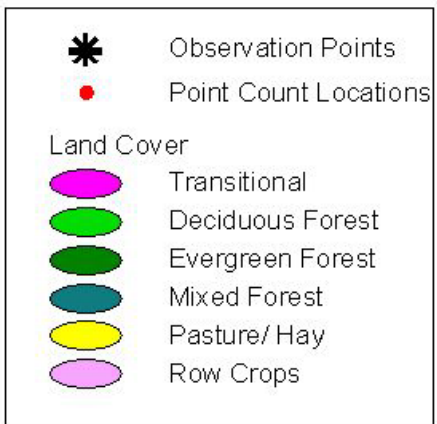 Observation Points
Point Count Locations
Land Cover
Transitional
Deciduous Forest
Evergreen Forest
Mixed Forest
Pasture/ Hay
Row Crops